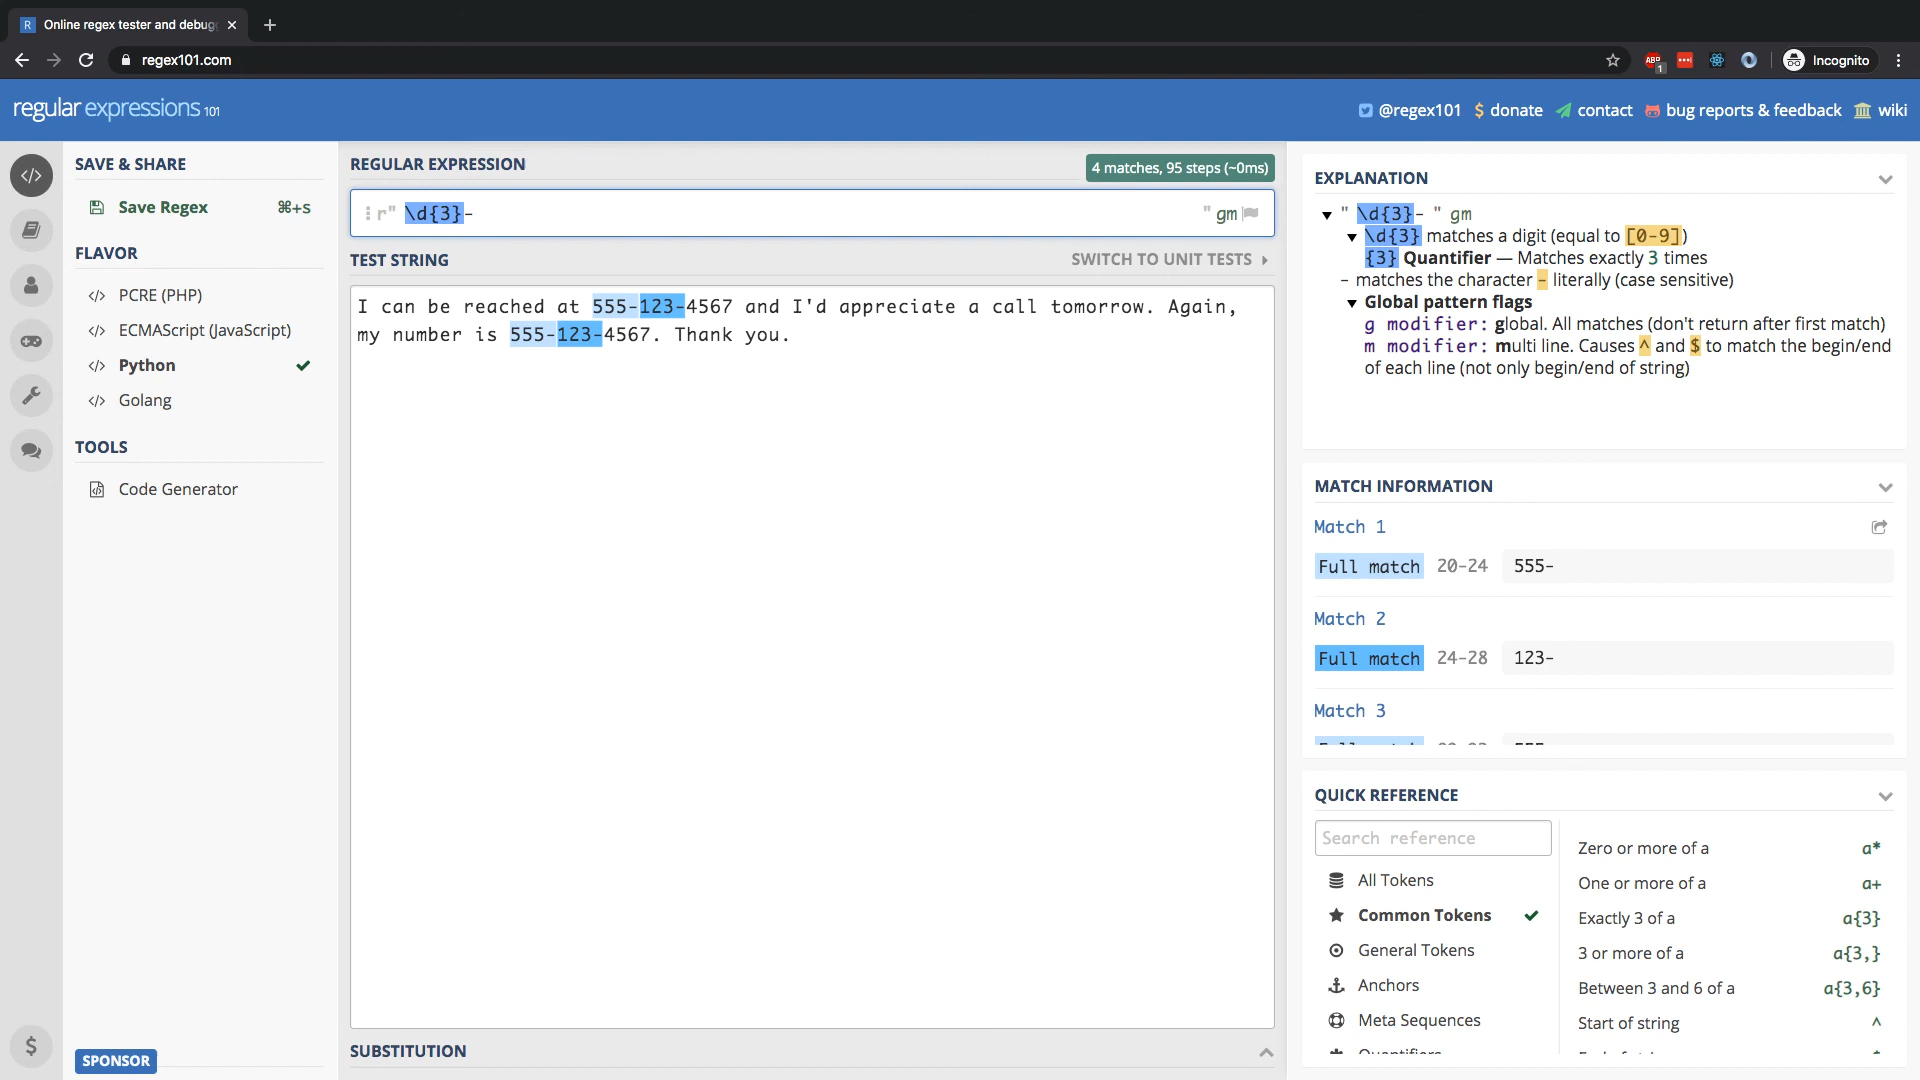 Online regex tester and debugg
regex101.com
ABP
1
Incognito
regular expressions 101
@regex101
$ donate
contact
bug reports & feedback
wiki
SAVE & SHARE
Save Regex ⌘+s
FLAVOR
</> PCRE (PHP)
</> ECMAScript (JavaScript)
</> Python
</> Golang
TOOLS
Code Generator
$
SPONSOR
REGULAR EXPRESSION
4 matches, 95 steps (~0ms)
r" \d{3}- " gm
TEST STRING
SWITCH TO UNIT TESTS
I can be reached at 555-123-4567 and I'd appreciate a call tomorrow. Again,
my number is 555-123-4567. Thank you.
SUBSTITUTION
EXPLANATION
" \d{3}- " gm
\d{3} matches a digit (equal to [0-9])
{3} Quantifier — Matches exactly 3 times
- matches the character - literally (case sensitive)
Global pattern flags
g modifier: global. All matches (don't return after first match)
m modifier: multi line. Causes ^ and $ to match the begin/end
of each line (not only begin/end of string)
MATCH INFORMATION
Match 1
Full match 20-24 555-
Match 2
Full match 24-28 123-
Match 3
QUICK REFERENCE
Search reference
All Tokens
Common Tokens
General Tokens
Anchors
Meta Sequences
Zero or more of a a*
One or more of a a+
Exactly 3 of a a{3}
3 or more of a a{3,}
Between 3 and 6 of a a{3,6}
Start of string ^